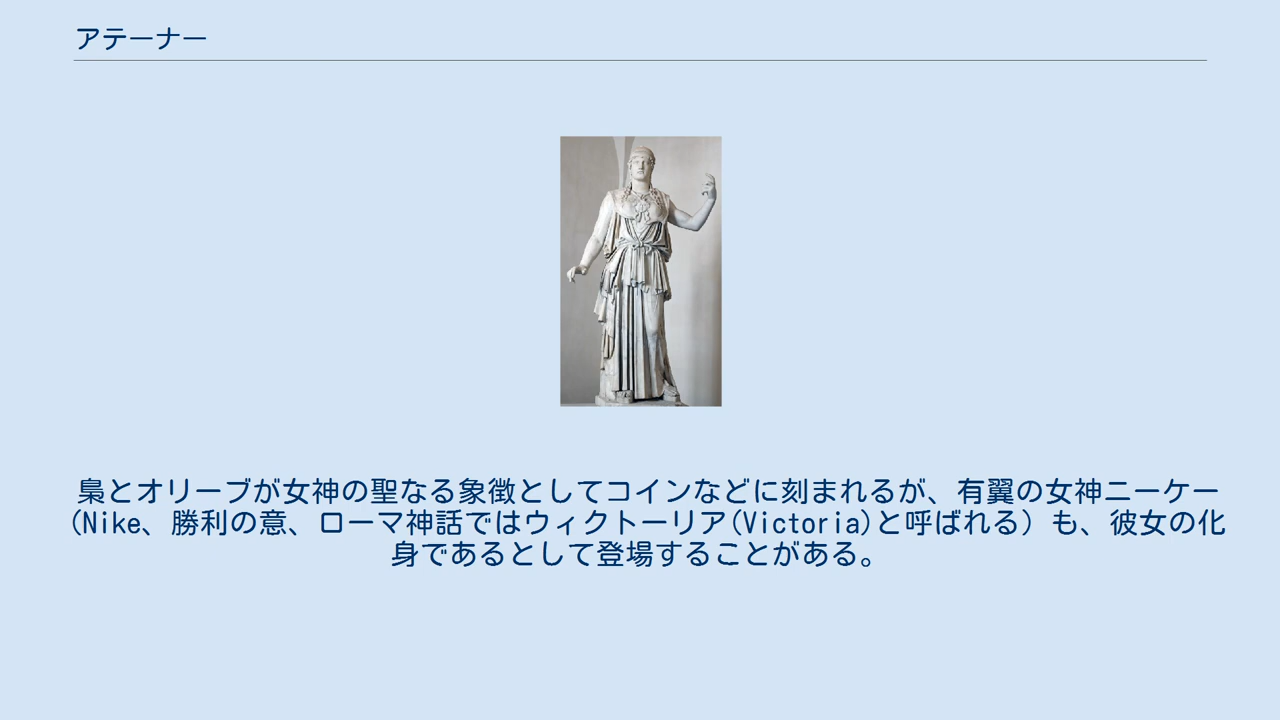 アテーナー
梟とオリーブが女神の聖なる象徴としてコインなどに刻まれるが、有翼の女神ニーケー
(Nike、勝利の意、ローマ神話ではウィクトーリア(Victoria)と呼ばれる）も、彼女の化
身であるとして登場することがある。